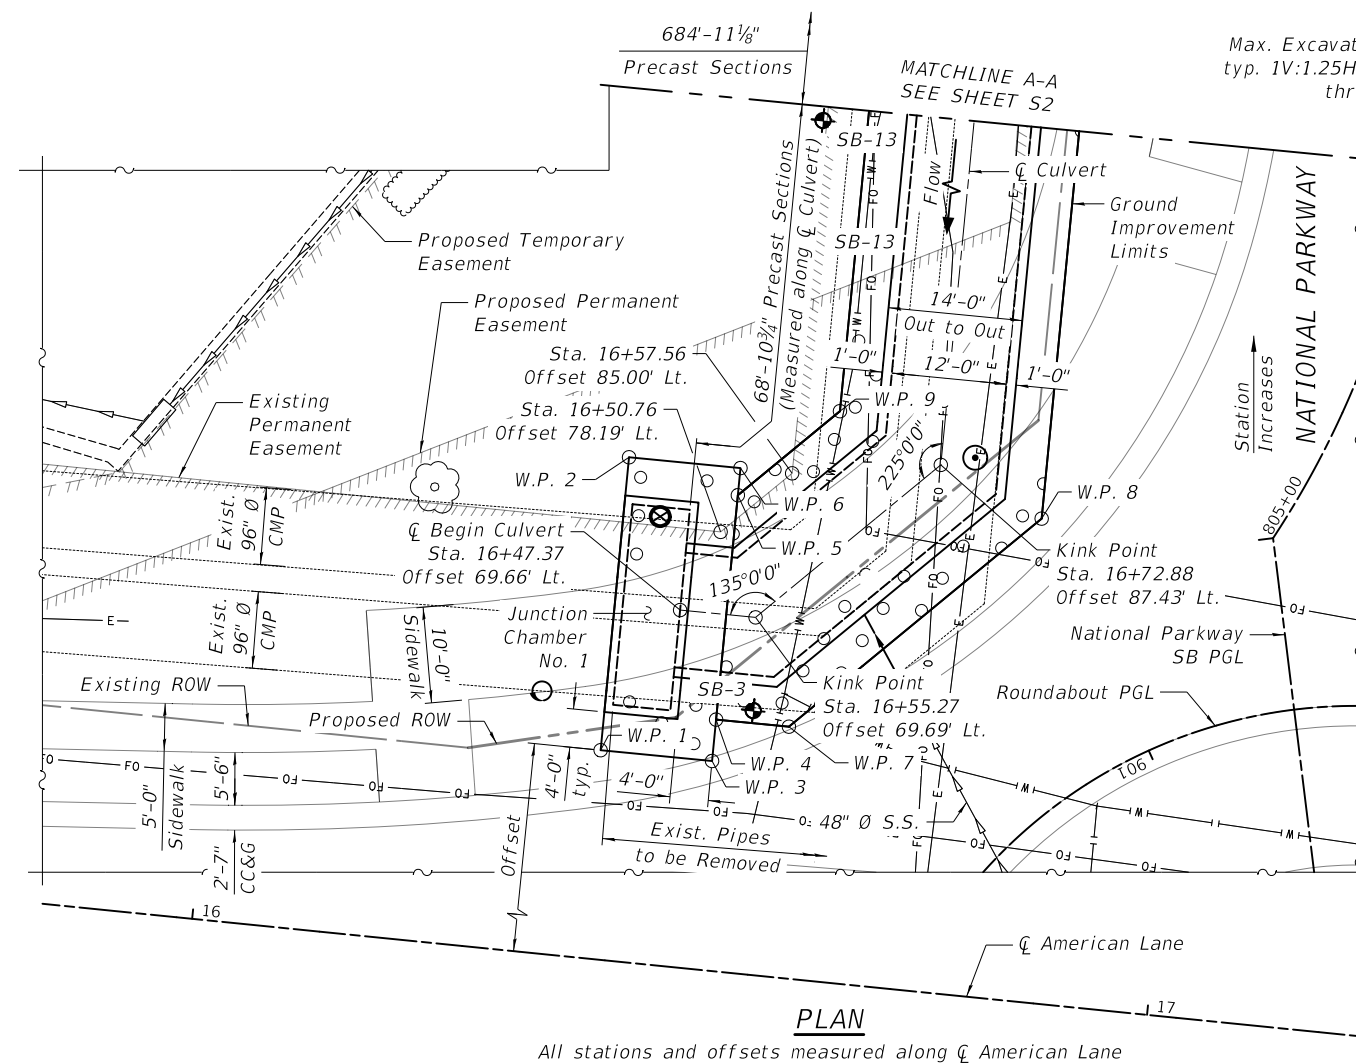 684'-11⅛"
Precast Sections
MATCHLINE A-A
SEE SHEET S2
Max. Excavat
typ. 1V:1.25H
thr
SB-13
Flow
℄ Culvert
Ground
Improvement
Limits
NATIONAL PARKWAY
68'-10¾" Precast Sections
(Measured along ℄ Culvert)
SB-13
Proposed Temporary
Easement
Proposed Permanent
Easement
14'-0"
Out to Out
1'-0"
12'-0"
1'-0"
Sta. 16+57.56
Offset 85.00' Lt.
Sta. 16+50.76
Offset 78.19' Lt.
Existing
Permanent
Easement
Station
Increases
W.P. 9
225°0'0"
W.P. 2
W.P. 6
W.P. 8
805+00
Exist.
96" Ø
CMP
℄ Begin Culvert
Sta. 16+47.37
Offset 69.66' Lt.
W.P. 5
135°0'0"
Kink Point
Sta. 16+72.88
Offset 87.43' Lt.
Exist.
96" Ø
CMP
E
10'-0"
Sidewalk
Junction
Chamber
No. 1
National Parkway
SB PGL
Existing ROW
SB-3
Kink Point
Sta. 16+55.27
Offset 69.69' Lt.
Roundabout PGL
Proposed ROW
W.P. 1
W.P. 4
W.P. 7
W.P. 3
901
FO
FO
FO
FO
5'-0"
Sidewalk
5'-6"
4'-0"
typ.
4'-0"
48" Ø S.S.
Exist. Pipes
to be Removed
2'-7"
CC&G
Offset
16
℄ American Lane
17
PLAN
All stations and offsets measured along ℄ American Lane